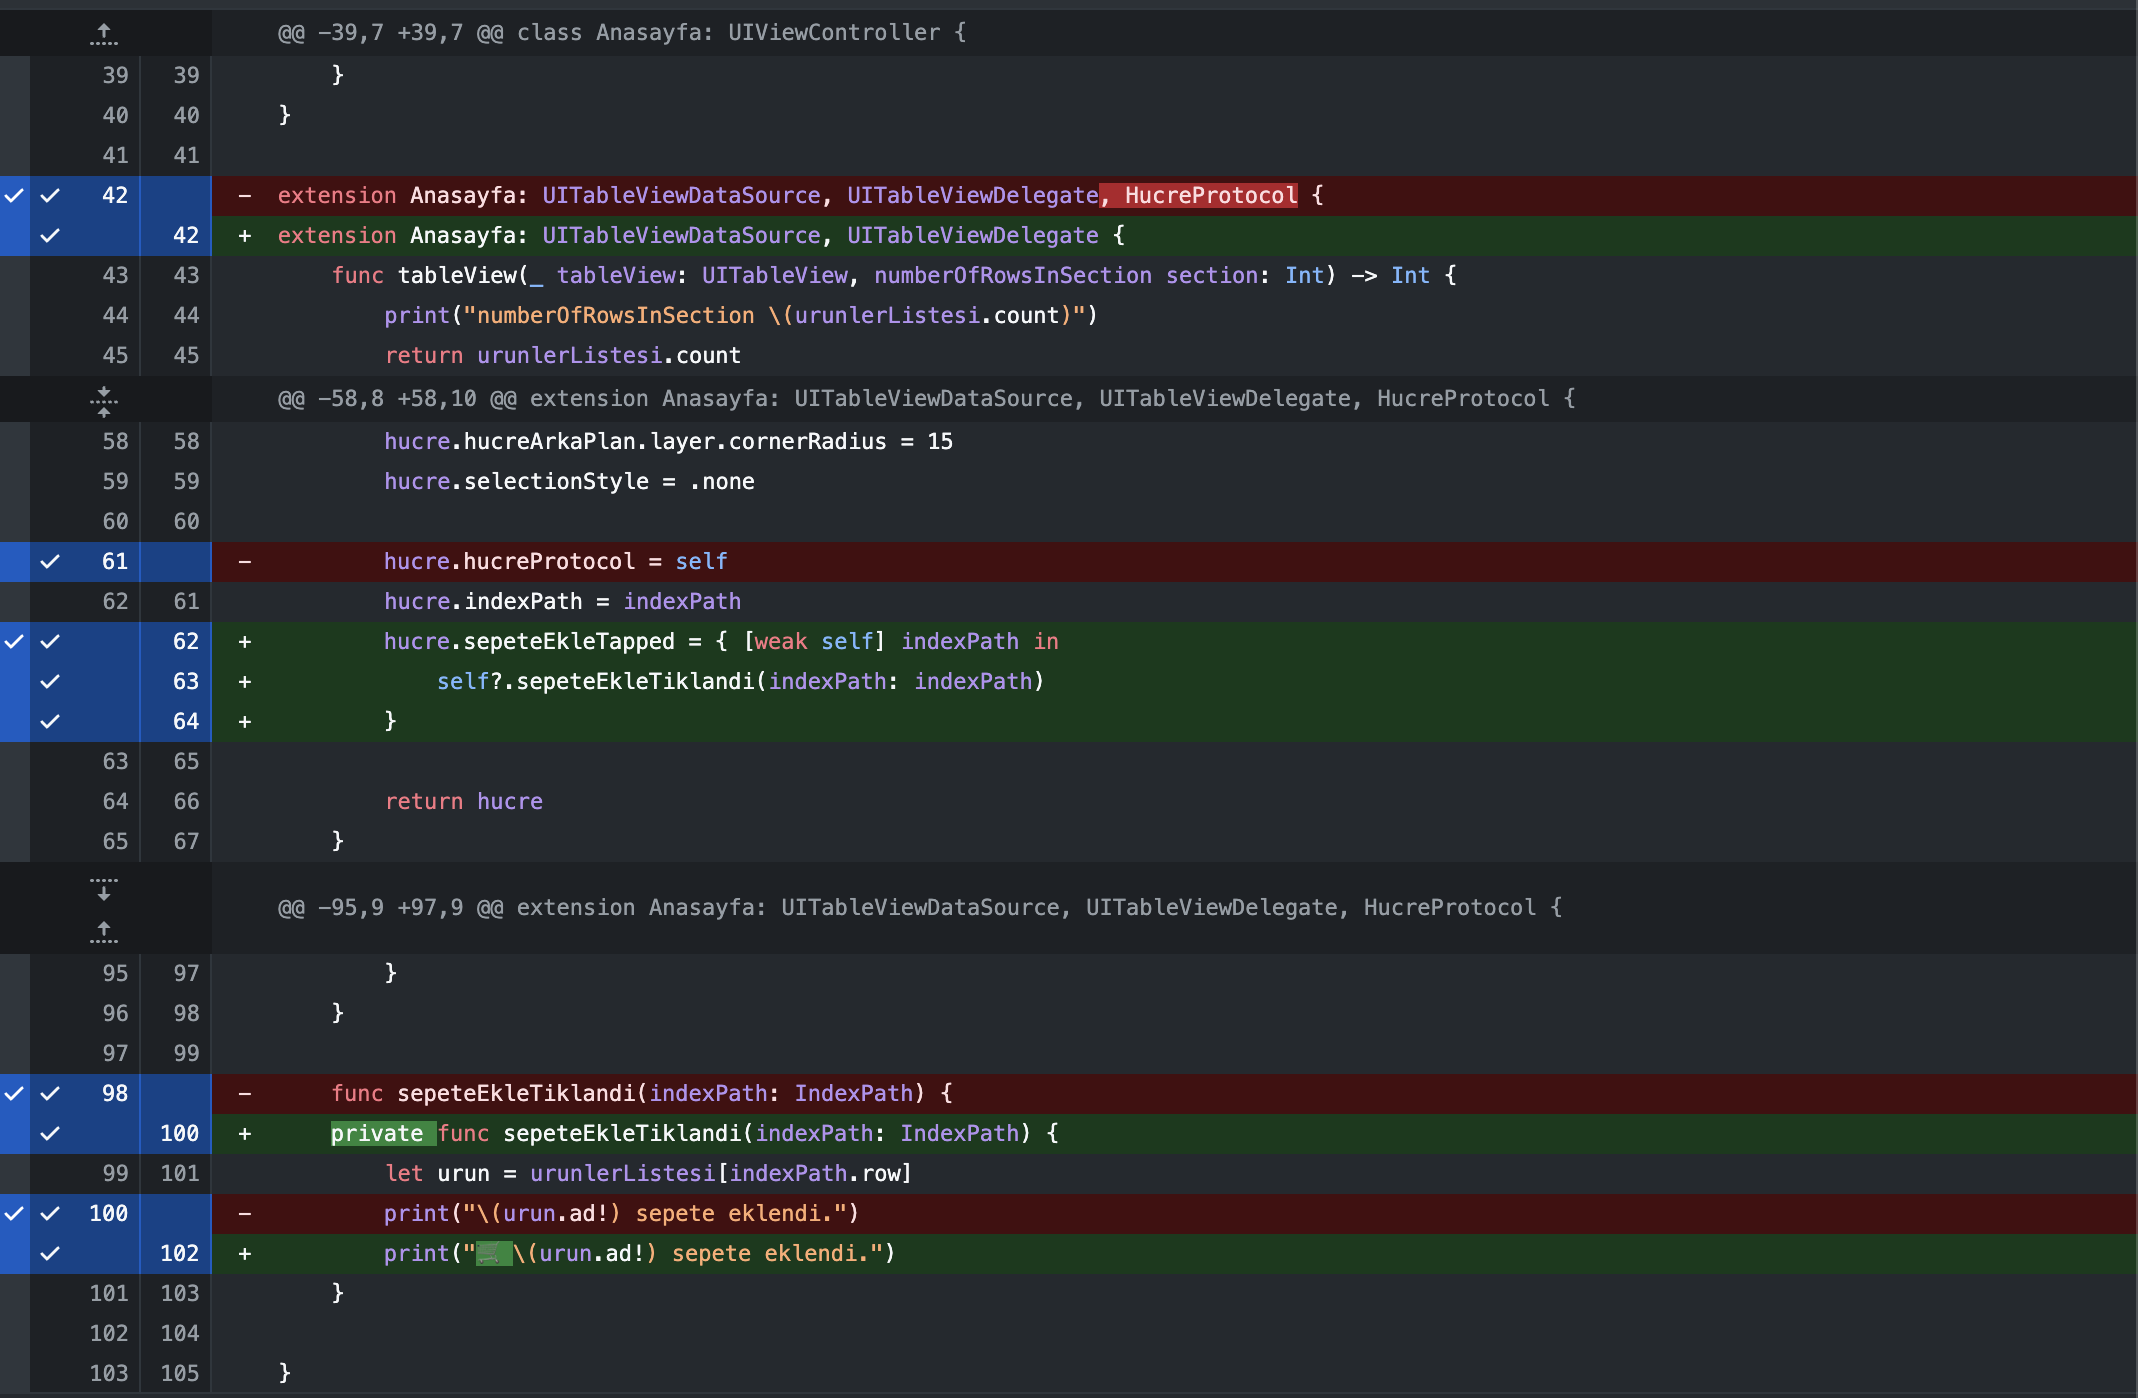 @@ -39,7 +39,7 @@ class Anasayfa: UIViewController {
39 39     }
40 40 }
41 41
42 - extension Anasayfa: UITableViewDataSource, UITableViewDelegate, HucreProtocol {
42 + extension Anasayfa: UITableViewDataSource, UITableViewDelegate {
43 43     func tableView(_ tableView: UITableView, numberOfRowsInSection section: Int) -> Int {
44 44         print("numberOfRowsInSection \(urunlerListesi.count)")
45 45         return urunlerListesi.count
@@ -58,8 +58,10 @@ extension Anasayfa: UITableViewDataSource, UITableViewDelegate, HucreProtocol {
58 58         hucre.hucreArkaPlan.layer.cornerRadius = 15
59 59         hucre.selectionStyle = .none
60 60
61 -         hucre.hucreProtocol = self
62 61         hucre.indexPath = indexPath
62 +         hucre.sepeteEkleTapped = { [weak self] indexPath in
63 +             self?.sepeteEkleTiklandi(indexPath: indexPath)
64 +         }
63 65
64 66         return hucre
65 67     }
@@ -95,9 +97,9 @@ extension Anasayfa: UITableViewDataSource, UITableViewDelegate, HucreProtocol {
95 97         }
96 98     }
97 99
98 -     func sepeteEkleTiklandi(indexPath: IndexPath) {
100 +     private func sepeteEkleTiklandi(indexPath: IndexPath) {
99 101         let urun = urunlerListesi[indexPath.row]
100 -         print("\(urun.ad!) sepete eklendi.")
102 +         print("🛒 \(urun.ad!) sepete eklendi.")
101 103     }
102 104
103 105 }